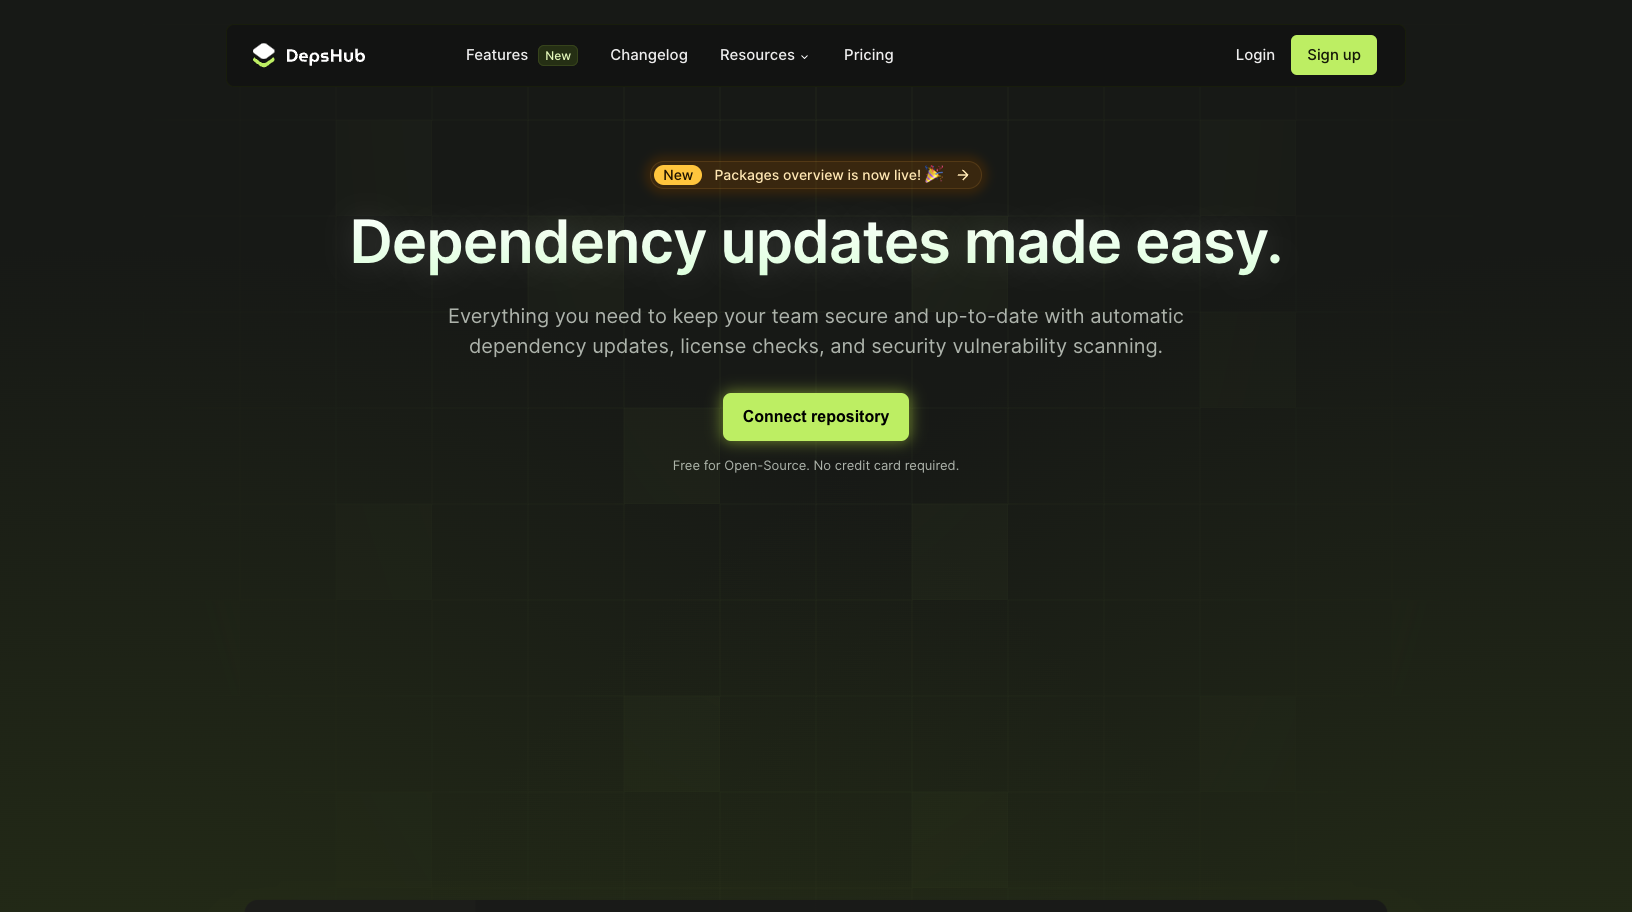 DepsHub
Features New Changelog Resources Pricing
Login Sign up
New Packages overview is now live! 🎉 →
Dependency updates made easy.
Everything you need to keep your team secure and up-to-date with automatic
dependency updates, license checks, and security vulnerability scanning.
Connect repository
Free for Open-Source. No credit card required.